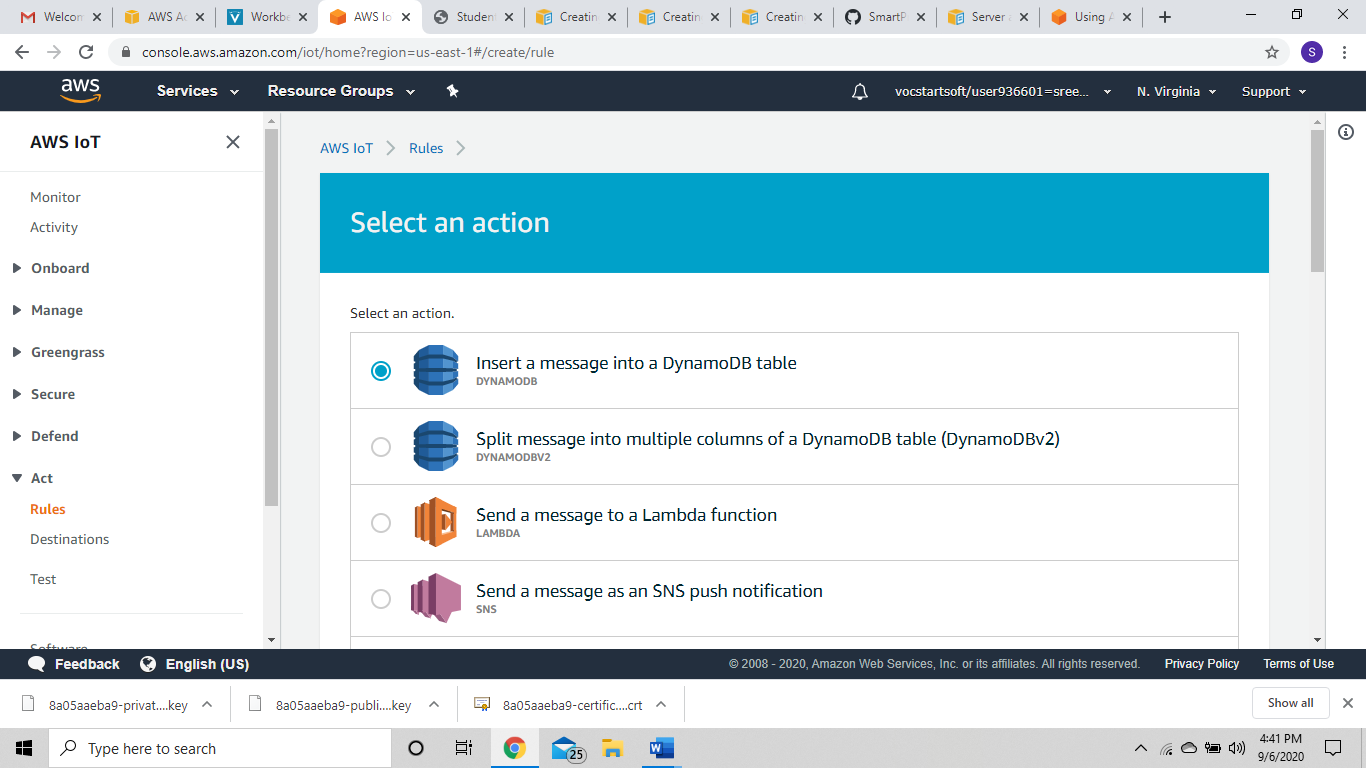 Welcon
AWS Ac
Workbe
AWS Io
Student
Creatin
Creatin
Creatin
SmartP
Server a
Using A
console.aws.amazon.com/iot/home?region=us-east-1#/create/rule
S
aws
Services
Resource Groups
vocstartsoft/user936601=sree...
N. Virginia
Support
AWS IoT
Monitor
Activity
Onboard
Manage
Greengrass
Secure
Defend
Act
Rules
Destinations
Test
Software
AWS IoT
Rules
Select an action
Select an action.
Insert a message into a DynamoDB table
DYNAMODB
Split message into multiple columns of a DynamoDB table (DynamoDBv2)
DYNAMODBV2
Send a message to a Lambda function
LAMBDA
Send a message as an SNS push notification
SNS
Feedback
English (US)
© 2008 - 2020, Amazon Web Services, Inc. or its affiliates. All rights reserved.
Privacy Policy
Terms of Use
8a05aaeba9-privat....key
8a05aaeba9-publi....key
8a05aaeba9-certific....crt
Show all
Type here to search
25
4:41 PM
9/6/2020